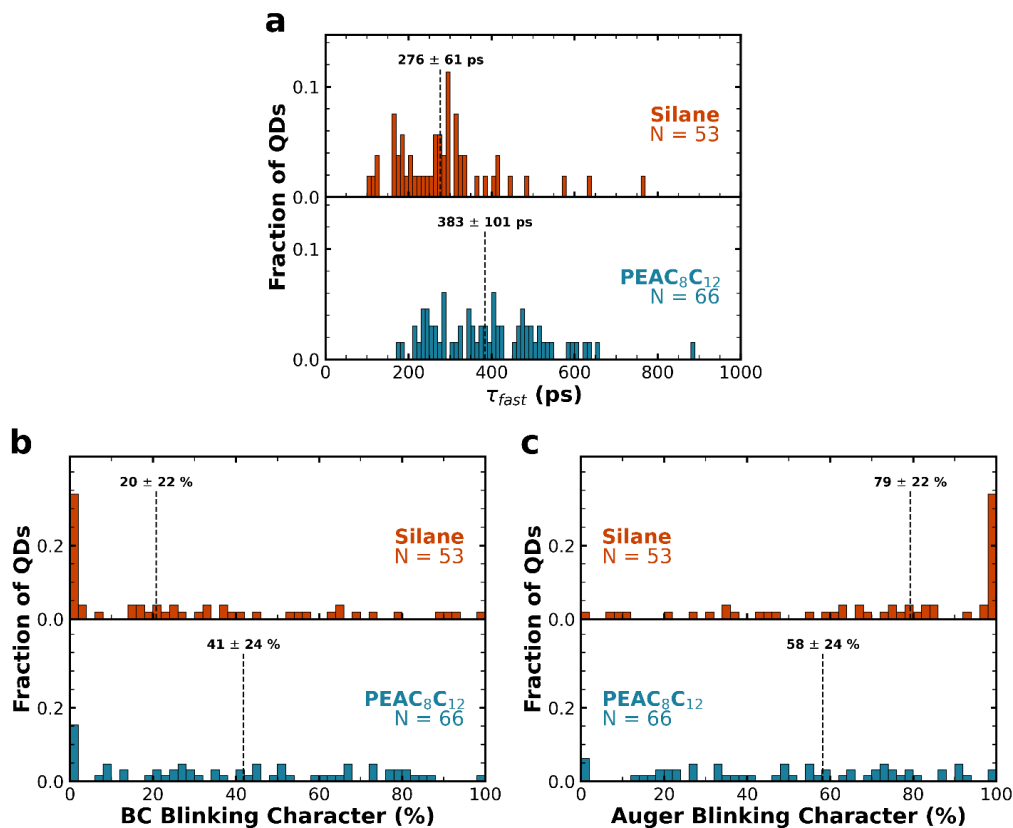 a
276 ± 61 ps
0.1
Silane
N = 53
0.0
Fraction of QDs
383 ± 101 ps
0.1
PEAC₈C₁₂
N = 66
0.0
0 200 400 600 800 1000
τfast (ps)
b
20 ± 22 %
0.2
Silane
N = 53
0.0
Fraction of QDs
41 ± 24 %
0.2
PEAC₈C₁₂
N = 66
0.0
0 20 40 60 80 100
BC Blinking Character (%)
c
79 ± 22 %
0.2
Silane
N = 53
0.0
Fraction of QDs
58 ± 24 %
0.2
PEAC₈C₁₂
N = 66
0.0
0 20 40 60 80 100
Auger Blinking Character (%)